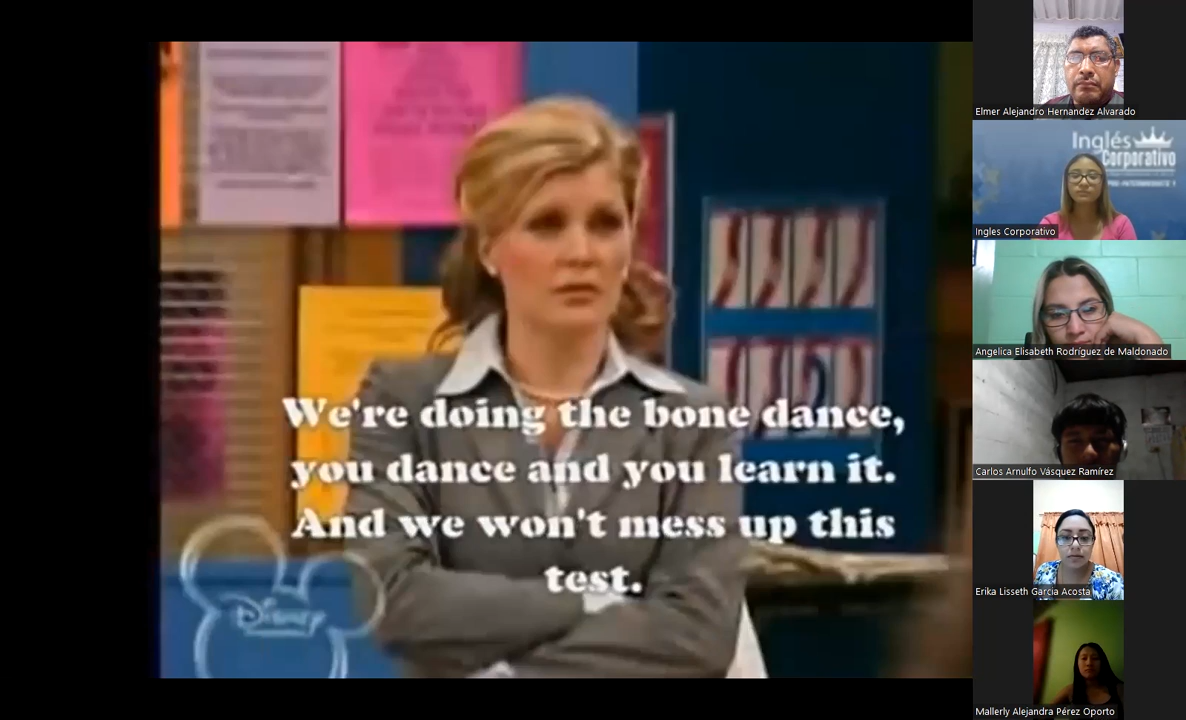 We're doing the bone dance,
you dance and you learn it.
And we won't mess up this
test.
Disney
Elmer Alejandro Hernandez Alvarado
Inglés
Corporativo
Ingles Corporativo
Angelica Elisabeth Rodríguez de Maldonado
Carlos Arnulfo Vásquez Ramírez
Erika Lisseth Garcia Acosta
Mallerly Alejandra Pérez Oporto